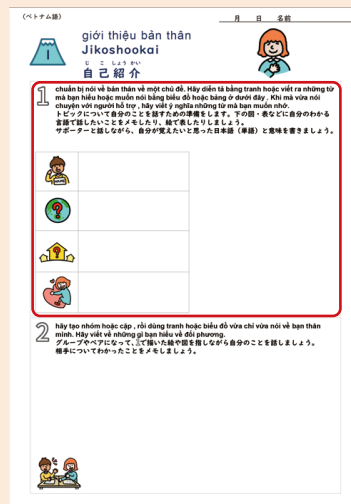 (ベトナム語)
月 日 名前
1
giới thiệu bản thân
Jikoshookai
じ こ しょう かい
自己紹介
1
chuẩn bị nói về bản thân về một chủ đề. Hãy diễn tả bằng tranh hoặc viết ra những từ
mà bạn hiểu hoặc muốn nói bằng biểu đồ hoặc bảng ở dưới đây . Khi mà vừa nói
chuyện với người hỗ trợ , hãy viết ý nghĩa những từ mà bạn muốn nhớ.
トピックについて自分のことを話すための準備をします。下の図・表などに自分のわかる
言語で話したいことをメモしたり、絵で表したりしましょう。
サポーターと話しながら、自分が覚えたいと思った日本語(単語)と意味を書きましょう。
?
?
?
2
hãy tạo nhóm hoặc cặp , rồi dùng tranh hoặc biểu đồ vừa chỉ vừa nói về bạn thân
mình. Hãy viết về những gì bạn hiểu về đối phương.
グループやペアになって、1で描いた絵や図を指しながら自分のことを話しましょう。
相手についてわかったことをメモしましょう。